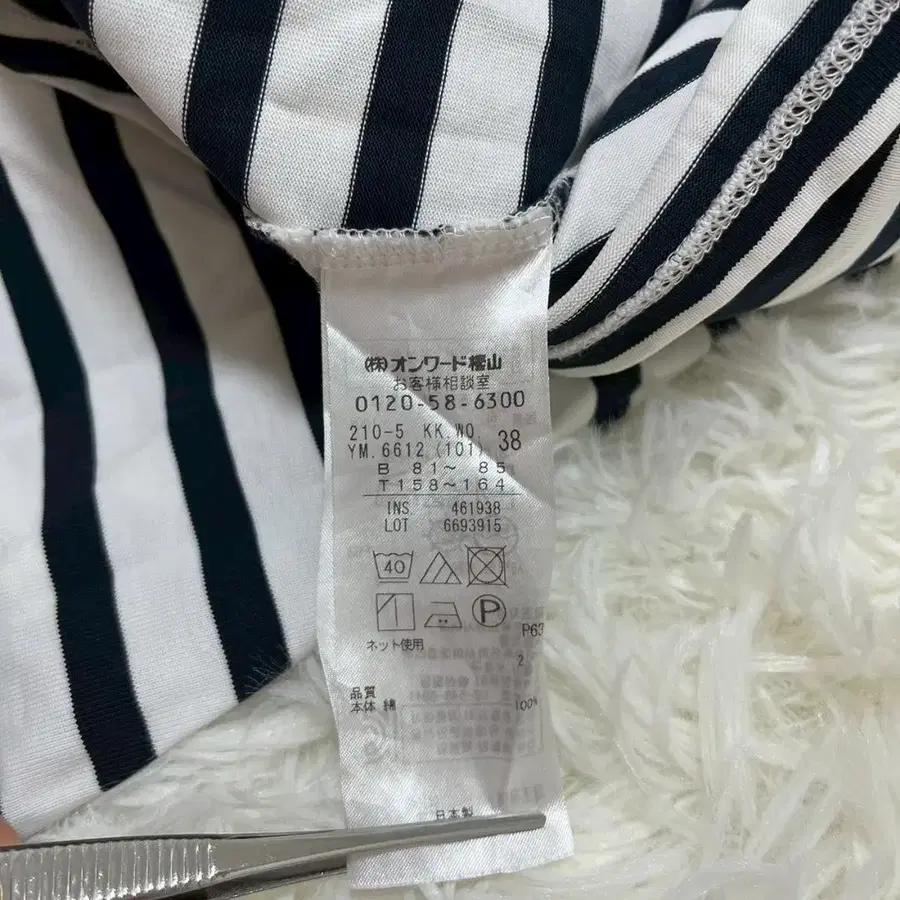 (株)オンワード樫山
お客様相談室
0120-58-6300
210-5 KK.WO
YM.6612 (101) 38
B 81〜 85
T158〜164
INS 461938
LOT 6693915
40
P
ネット使用
P63
2
品質
本体 綿 100%
日本製